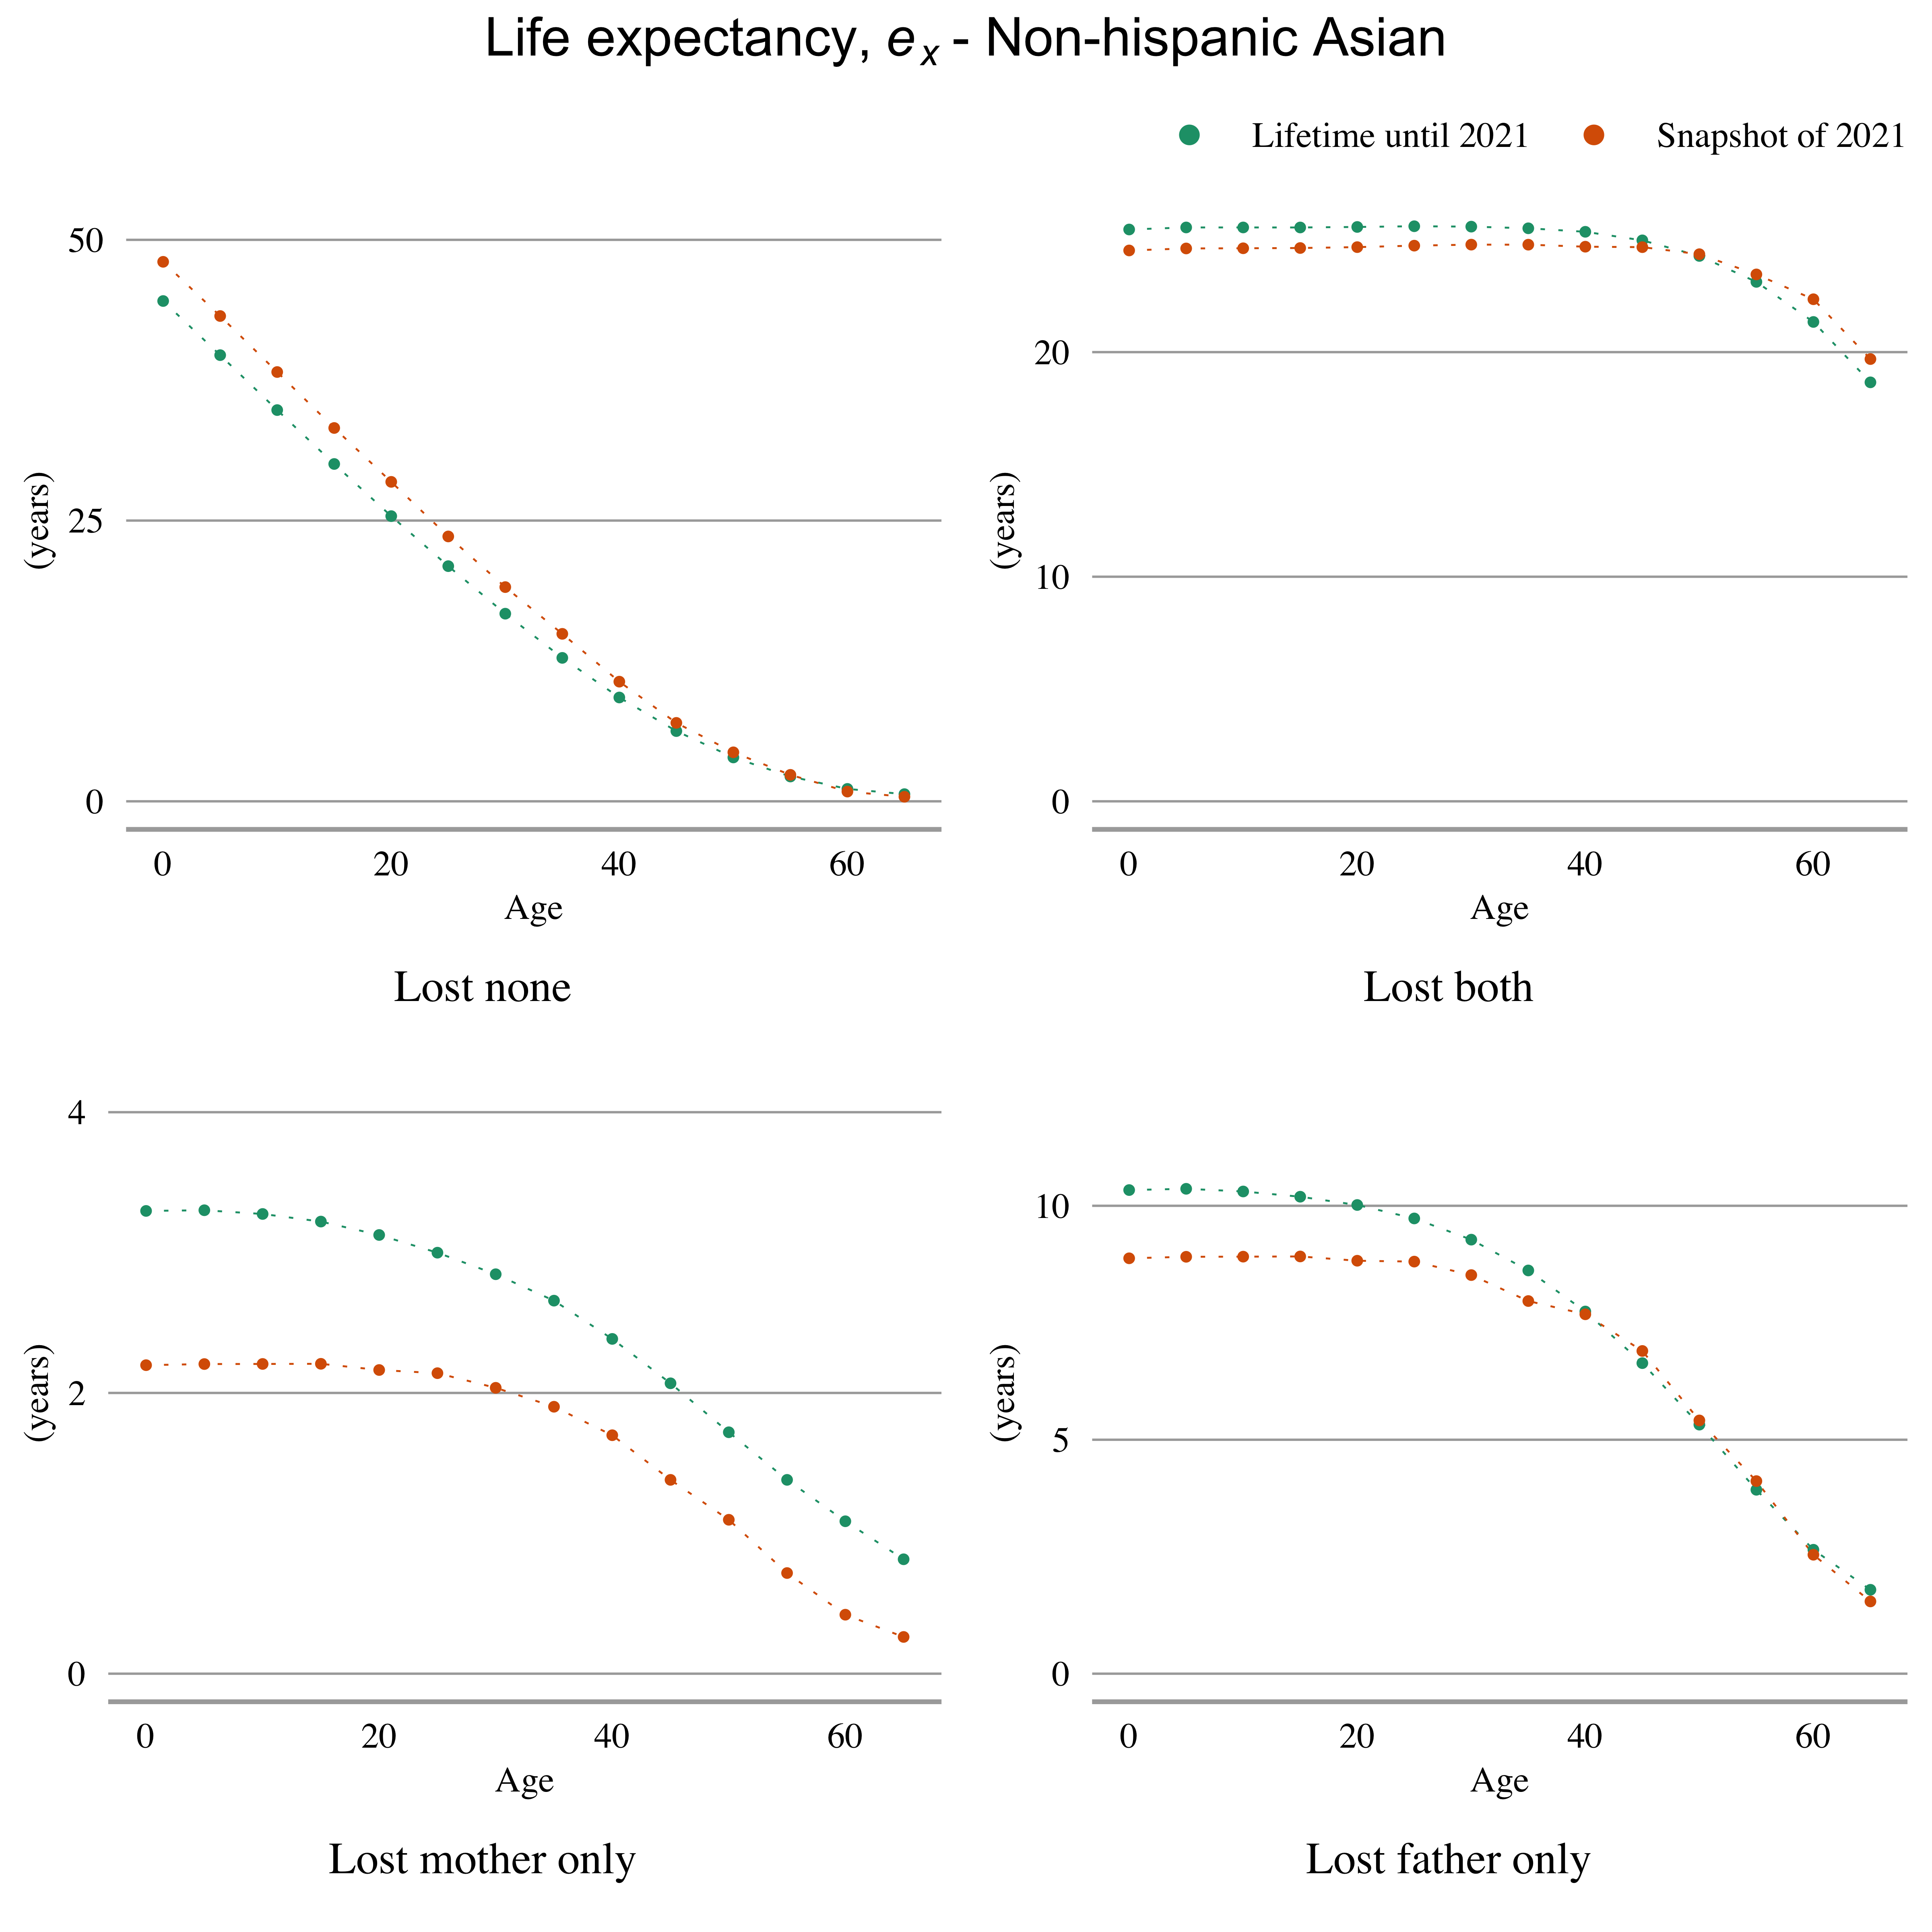 Life expectancy, e x - Non-hispanic Asian
Lifetime until 2021 Snapshot of 2021
(years)
50
25
0
0 20 40 60
Age
Lost none
(years)
20
10
0
0 20 40 60
Age
Lost both
(years)
4
2
0
0 20 40 60
Age
Lost mother only
(years)
10
5
0
0 20 40 60
Age
Lost father only